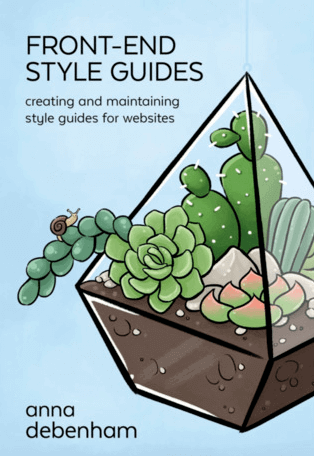 FRONT-END
STYLE GUIDES
creating and maintaining
style guides for websites
anna
debenham